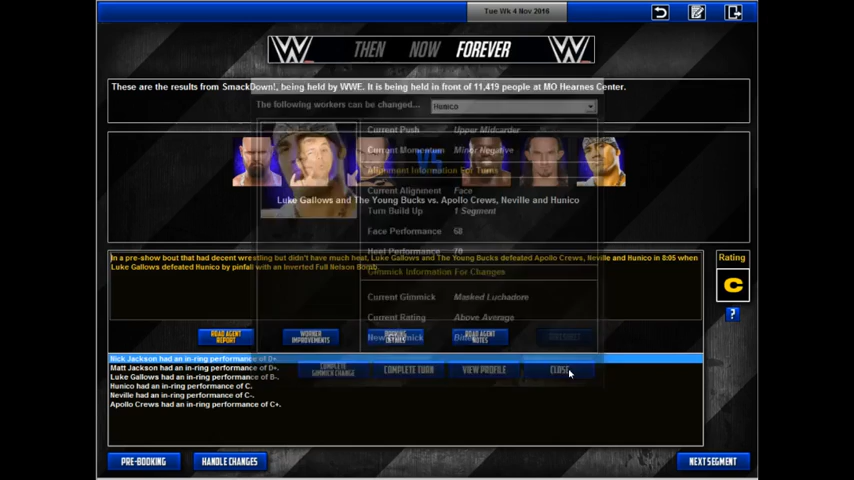 Tue Wk 4 Nov 2016
W THEN NOW FOREVER W
These are the results from SmackDown!, being held by WWE. It is being held in front of 11,419 people at MO Hearnes Center.
The following workers can be changed... Hunico
Current Push Upper Midcarder
Current Momentum Minor Negative
VS
Alignment Information For Turns
Current Alignment Face
Luke Gallows and The Young Bucks vs. Apollo Crews, Neville and Hunico
Turn Build Up 1 Segment
Face Performance 68
Heel Performance 70
In a pre-show bout that had decent wrestling but didn't have much heat, Luke Gallows and The Young Bucks defeated Apollo Crews, Neville and Hunico in 8:05 when
Luke Gallows defeated Hunico by pinfall with an Inverted Full Nelson Bomb.
Rating
C
?
Gimmick Information For Changes
Current Gimmick Masked Luchadore
Current Rating Above Average
New Gimmick
ROAD AGENT REPORT
WORKER IMPROVEMENTS
ROAD AGENT NOTES
Nick Jackson had an in-ring performance of D+.
Matt Jackson had an in-ring performance of D+.
Luke Gallows had an in-ring performance of B-.
Hunico had an in-ring performance of C.
Neville had an in-ring performance of C-.
Apollo Crews had an in-ring performance of C+.
COMPLETE GIMMICK CHANGE
COMPLETE TURN
VIEW PROFILE
CLOSE
PRE-BOOKING
HANDLE CHANGES
NEXT SEGMENT